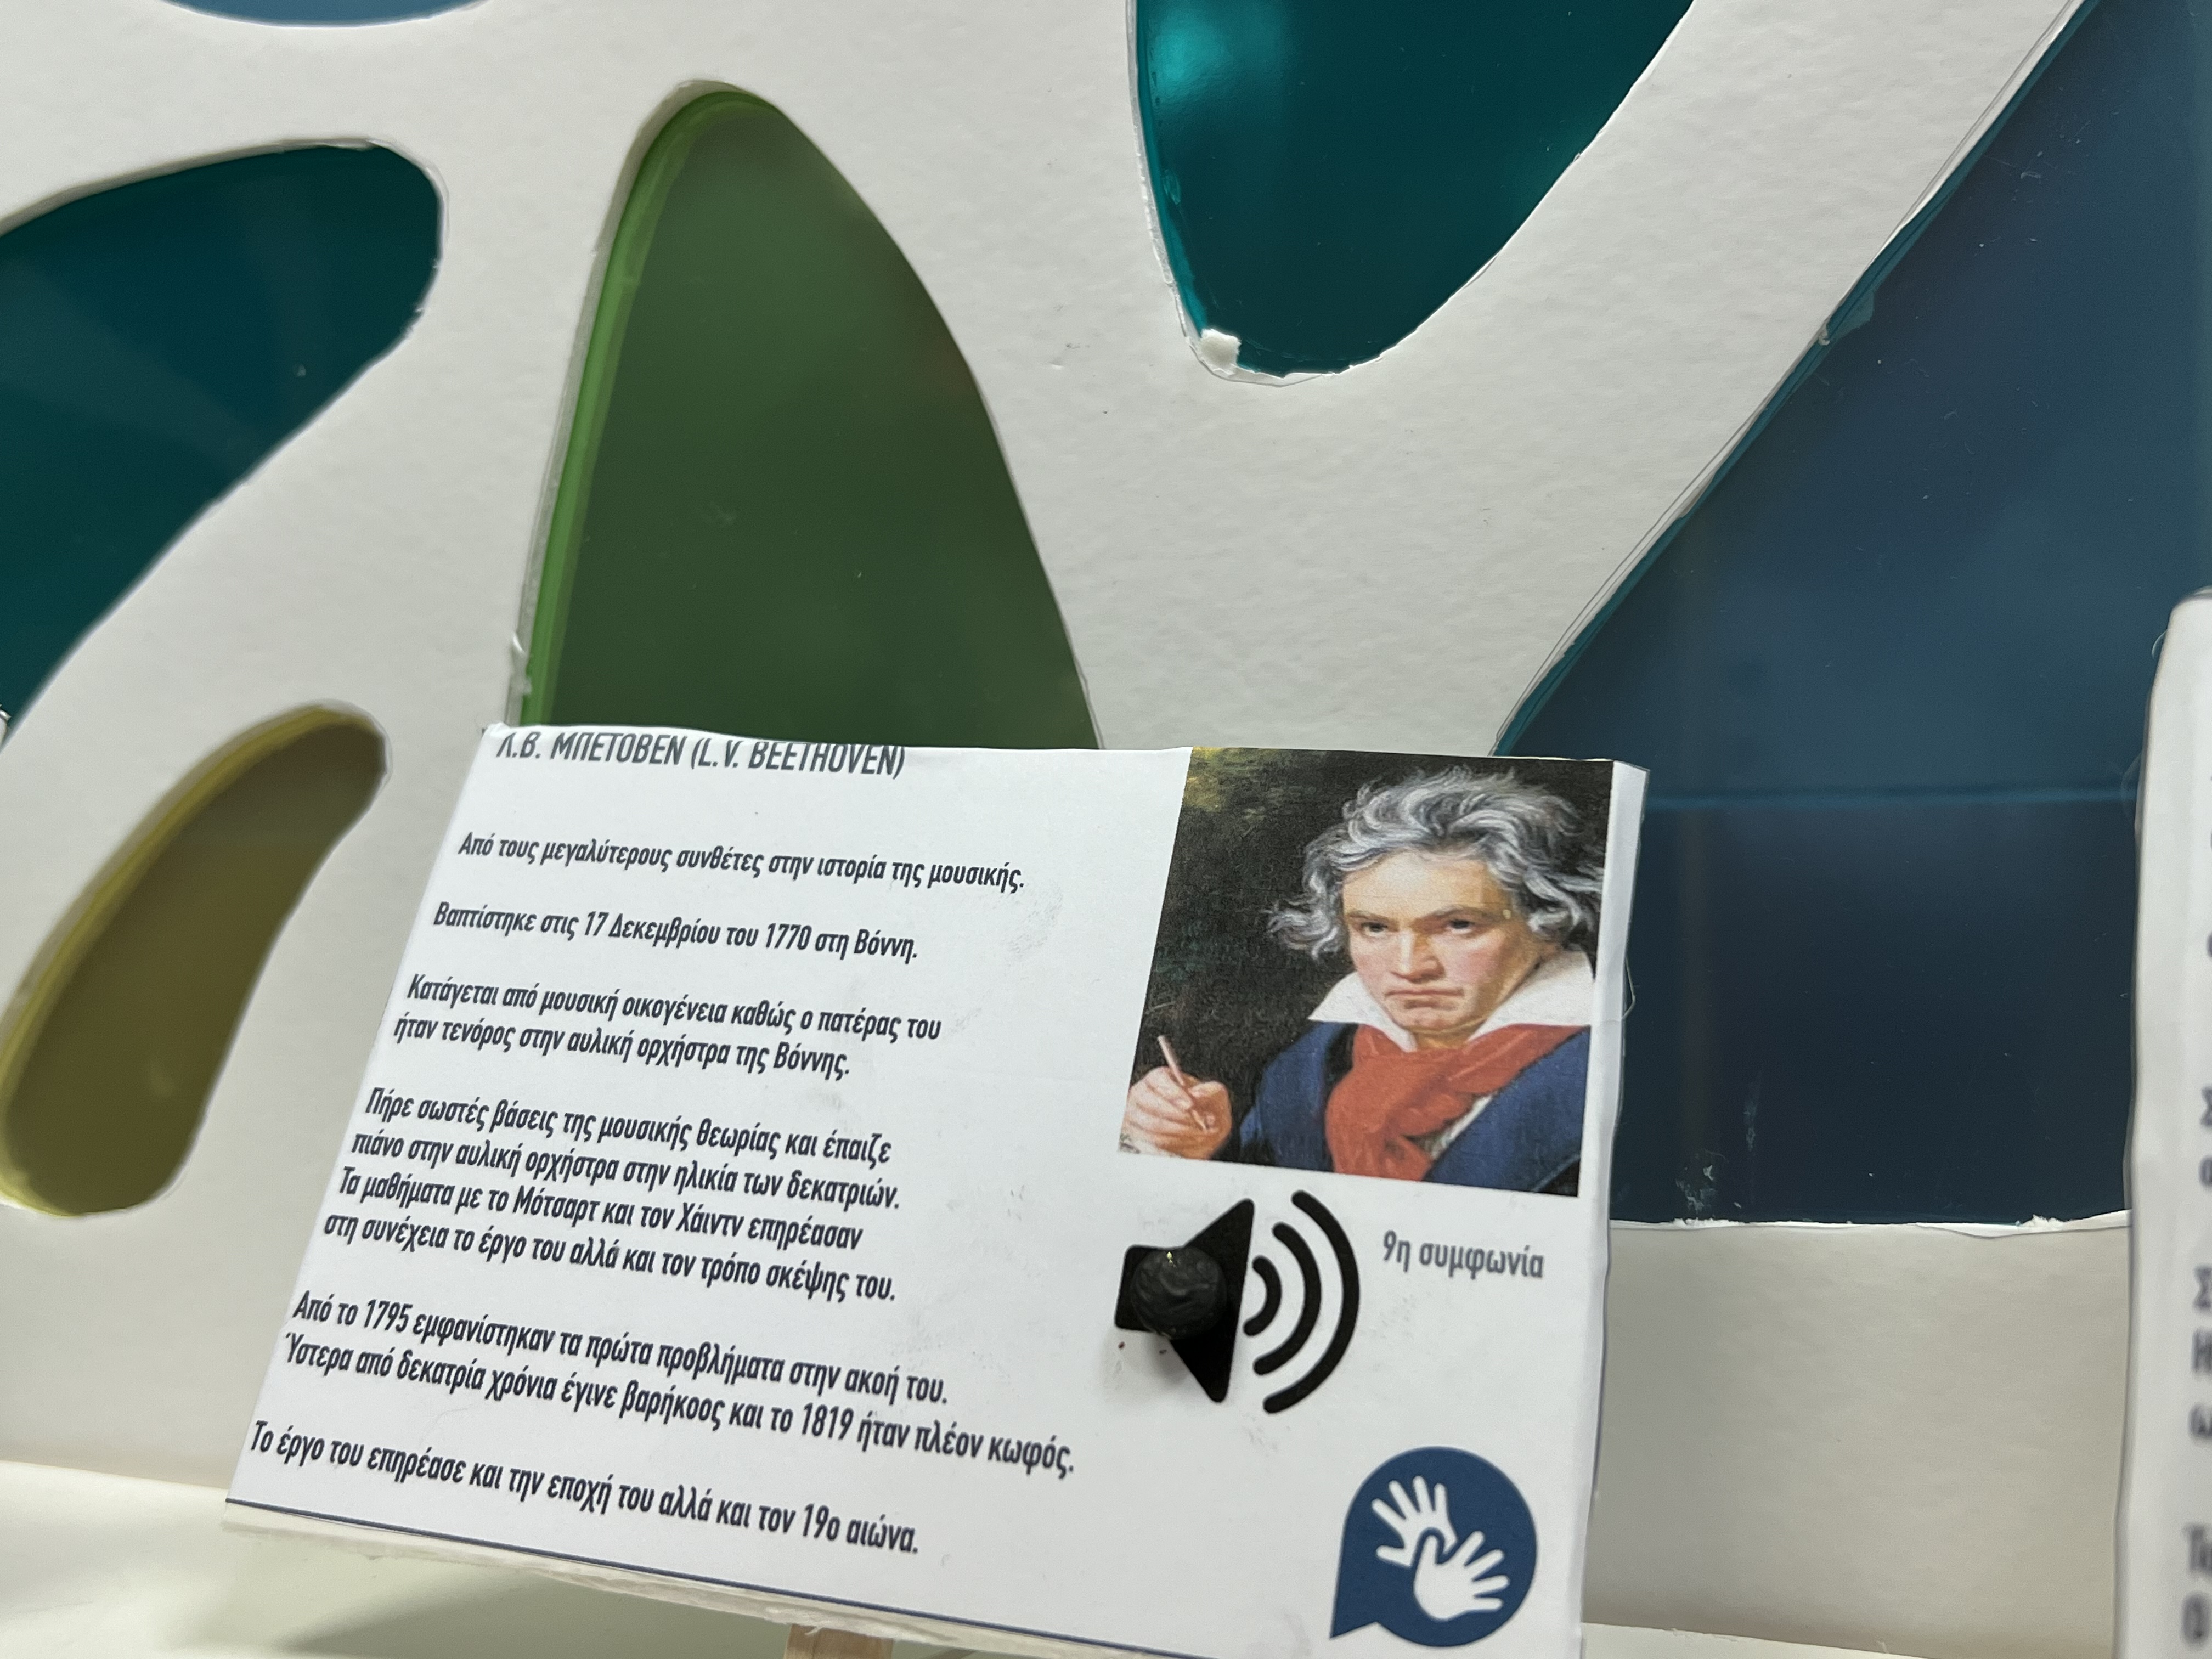 Λ.Β. ΜΠΕΤΟΒΕΝ (L.V. BEETHOVEN)
Από τους μεγαλύτερους συνθέτες στην ιστορία της μουσικής.
Βαπτίστηκε στις 17 Δεκεμβρίου του 1770 στη Βόννη.
Κατάγεται από μουσική οικογένεια καθώς ο πατέρας του
ήταν τενόρος στην αυλική ορχήστρα της Βόννης.
Πήρε σωστές βάσεις της μουσικής θεωρίας και έπαιζε
πιάνο στην αυλική ορχήστρα στην ηλικία των δεκατριών.
Τα μαθήματα με το Μότσαρτ και τον Χάιντν επηρέασαν
στη συνέχεια το έργο του αλλά και τον τρόπο σκέψης του.
Από το 1795 εμφανίστηκαν τα πρώτα προβλήματα στην ακοή του.
Ύστερα από δεκατρία χρόνια έγινε βαρήκοος και το 1819 ήταν πλέον κωφός.
Το έργο του επηρέασε και την εποχή του αλλά και τον 19ο αιώνα.
9η συμφωνία